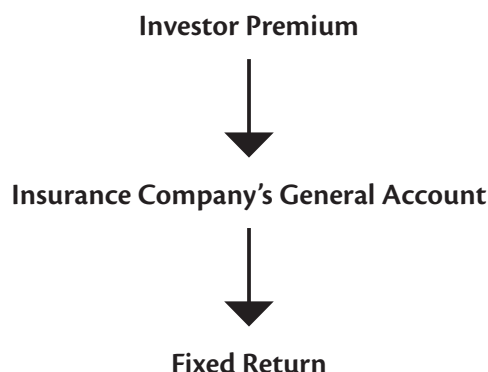 Investor Premium
Insurance Company’s General Account
Fixed Return